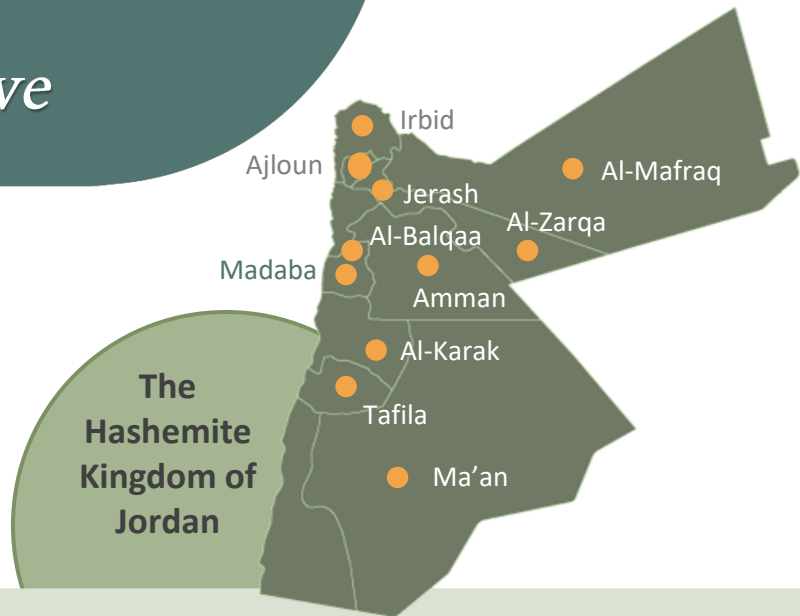 ve
Irbid
Ajloun
Al-Mafraq
Jerash
Al-Zarqa
Al-Balqaa
Madaba
Amman
Al-Karak
The
Hashemite
Kingdom of
Jordan
Tafila
Ma’an